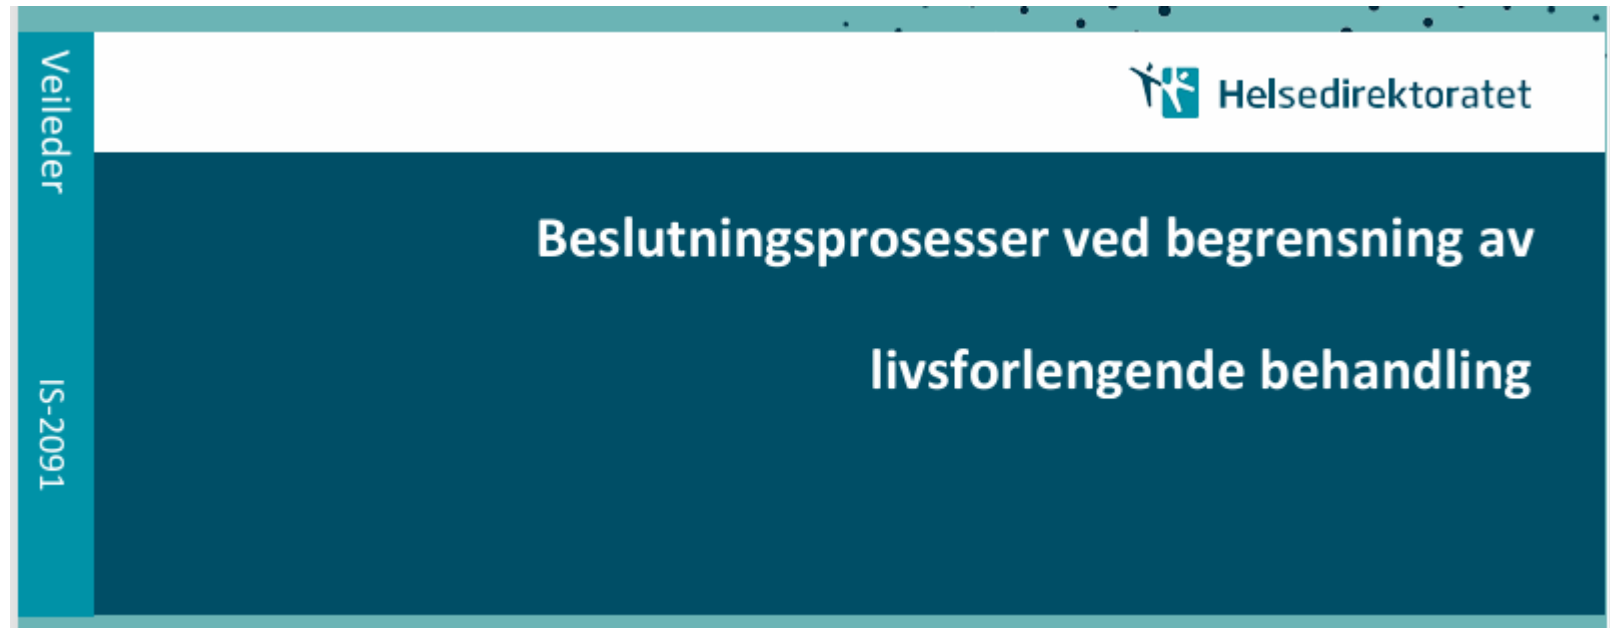 Veileder
IS-2091
Helsedirektoratet
Beslutningsprosesser ved begrensning av
livsforlengende behandling